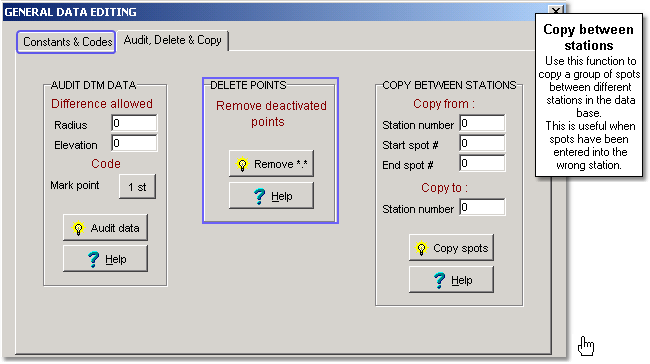 GENERAL DATA EDITING
Constants & Codes
Audit, Delete & Copy
AUDIT DTM DATA
Difference allowed
Radius 0
Elevation 0
Code
Mark point 1 st
Audit data
? Help
DELETE POINTS
Remove deactivated
points
Remove *.*
? Help
COPY BETWEEN STATIONS
Copy from :
Station number 0
Start spot # 0
End spot # 0
Copy to :
Station number 0
Copy spots
? Help
Copy between
stations
Use this function to
copy a group of spots
between different
stations in the data
base.
This is useful when
spots have been
entered into the
wrong station.